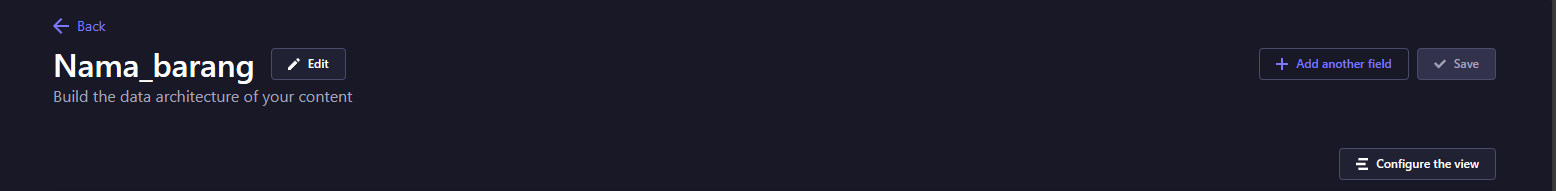 Back
Nama_barang Edit
Add another field Save
Build the data architecture of your content
Configure the view